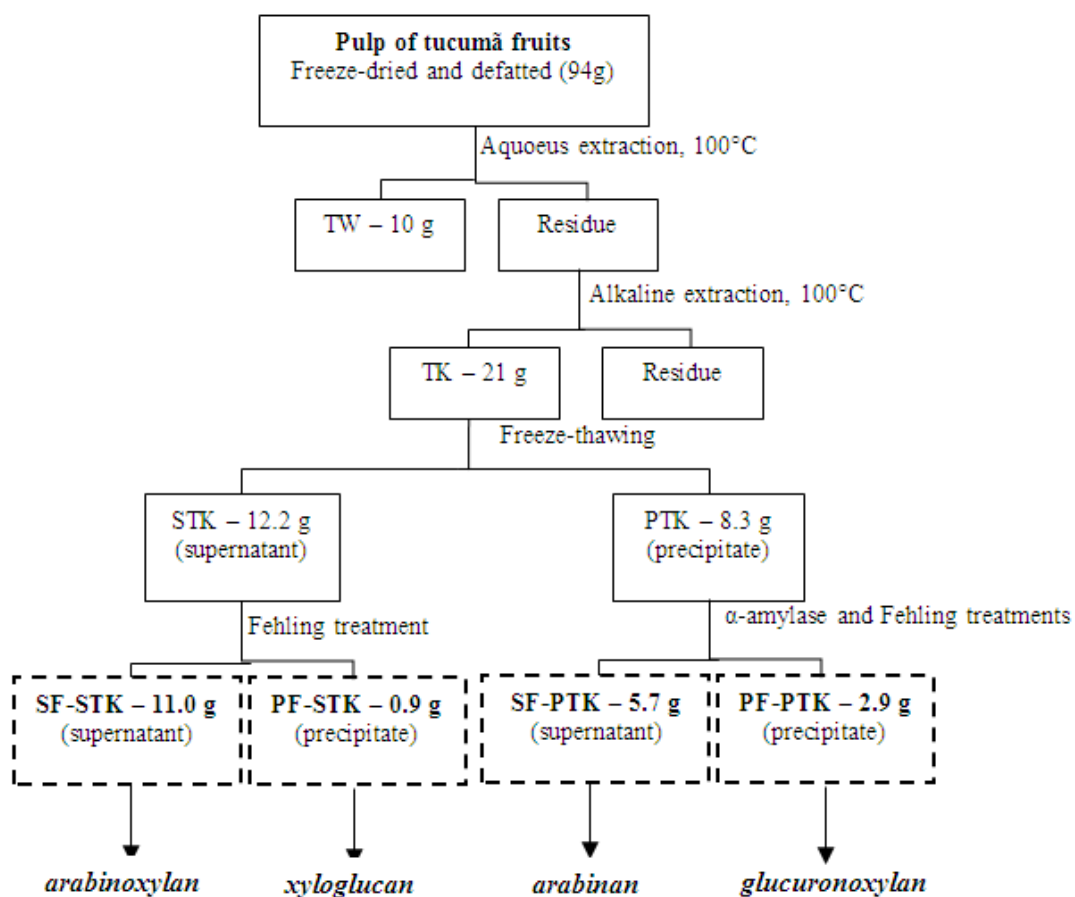 Pulp of tucumã fruits
Freeze-dried and defatted (94g)
Aquoeus extraction, 100°C
TW – 10 g
Residue
Alkaline extraction, 100°C
TK – 21 g
Residue
Freeze-thawing
STK – 12.2 g
(supernatant)
PTK – 8.3 g
(precipitate)
Fehling treatment
α-amylase and Fehling treatments
SF-STK – 11.0 g
(supernatant)
PF-STK – 0.9 g
(precipitate)
SF-PTK – 5.7 g
(supernatant)
PF-PTK – 2.9 g
(precipitate)
arabinoxylan
xyloglucan
arabinan
glucuronoxylan